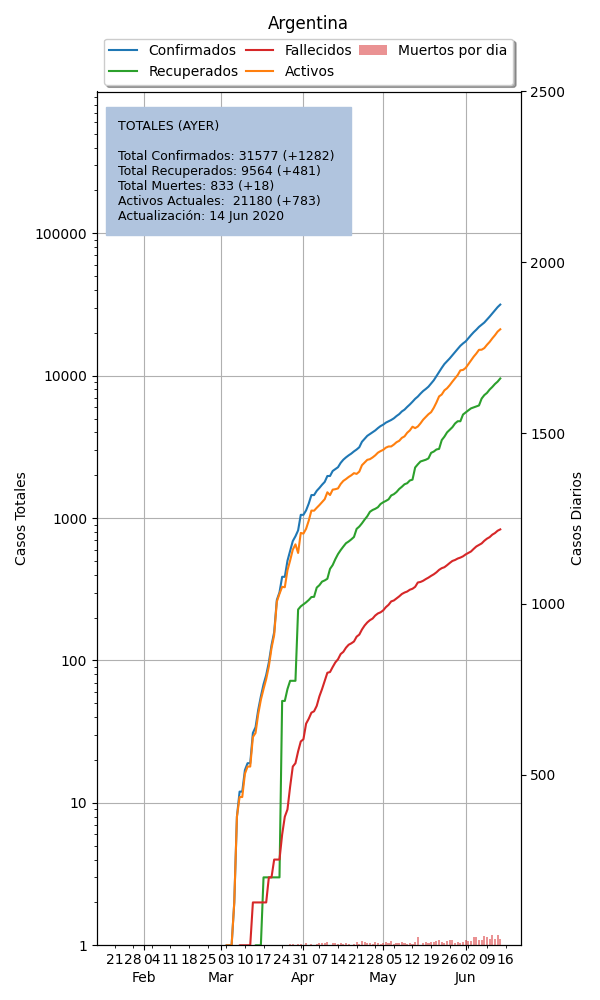 Argentina
Confirmados Fallecidos Muertos por dia
Recuperados Activos
TOTALES (AYER)
Total Confirmados: 31577 (+1282)
Total Recuperados: 9564 (+481)
Total Muertes: 833 (+18)
Activos Actuales:  21180 (+783)
Actualización: 14 Jun 2020
Casos Totales
100000
10000
1000
100
10
1
2500
2000
1500
1000
500
Casos Diarios
21 28 04 11 18 25 03 10 17 24 31 07 14 21 28 05 12 19 26 02 09 16
Feb Mar Apr May Jun